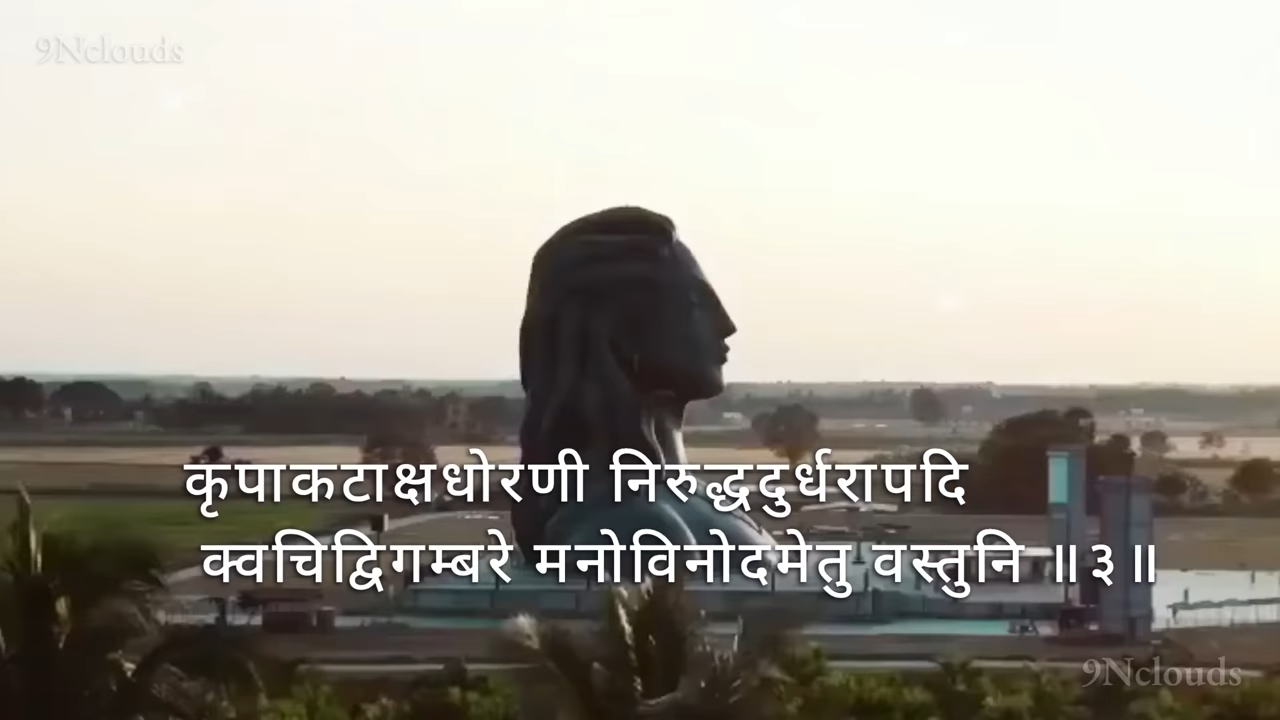 9Nclouds
कृपाकटाक्षधोरणी निरुद्धदुर्धरापदि
क्वचिद्विगम्बरे मनोविनोदमेतु वस्तुनि ॥३॥
9Nclouds